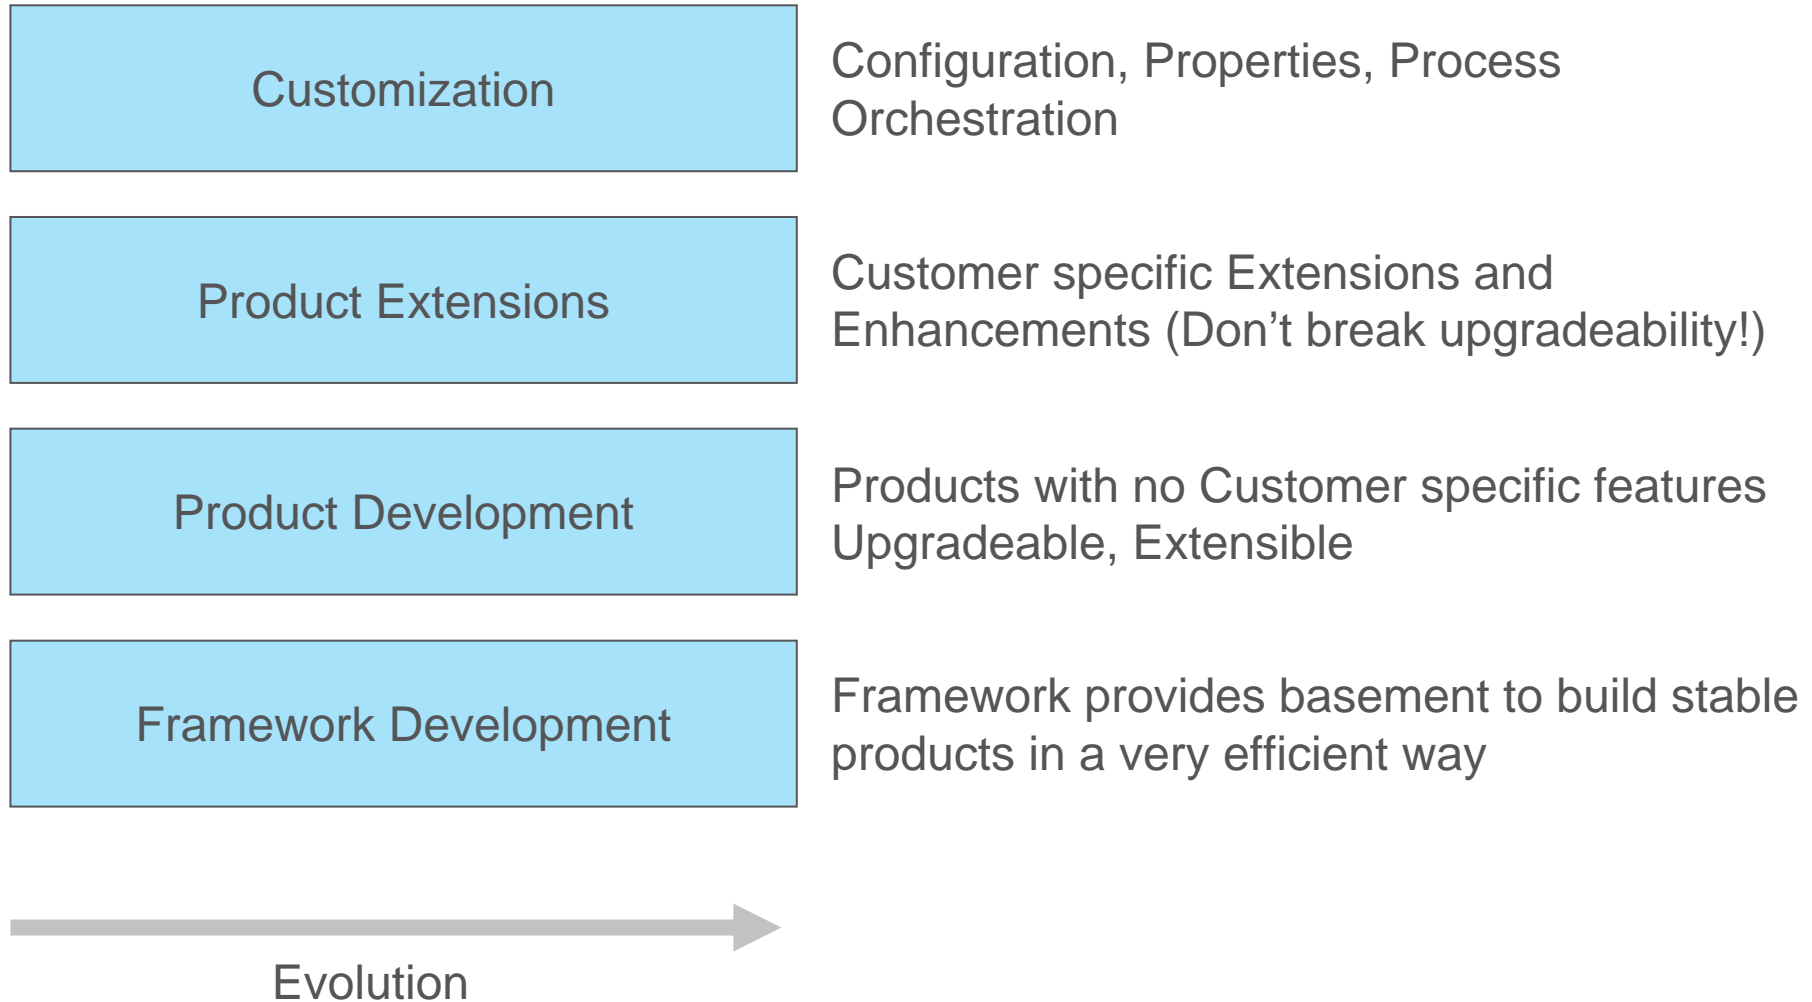 Customization
Configuration, Properties, Process
Orchestration
Product Extensions
Customer specific Extensions and
Enhancements (Don’t break upgradeability!)
Product Development
Products with no Customer specific features
Upgradeable, Extensible
Framework Development
Framework provides basement to build stable
products in a very efficient way
Evolution